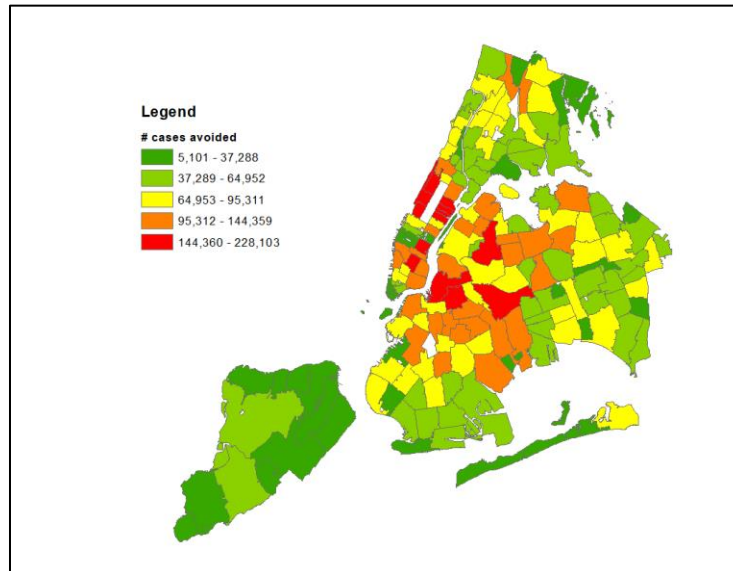 Legend
# cases avoided
5,101 - 37,288
37,289 - 64,952
64,953 - 95,311
95,312 - 144,359
144,360 - 228,103